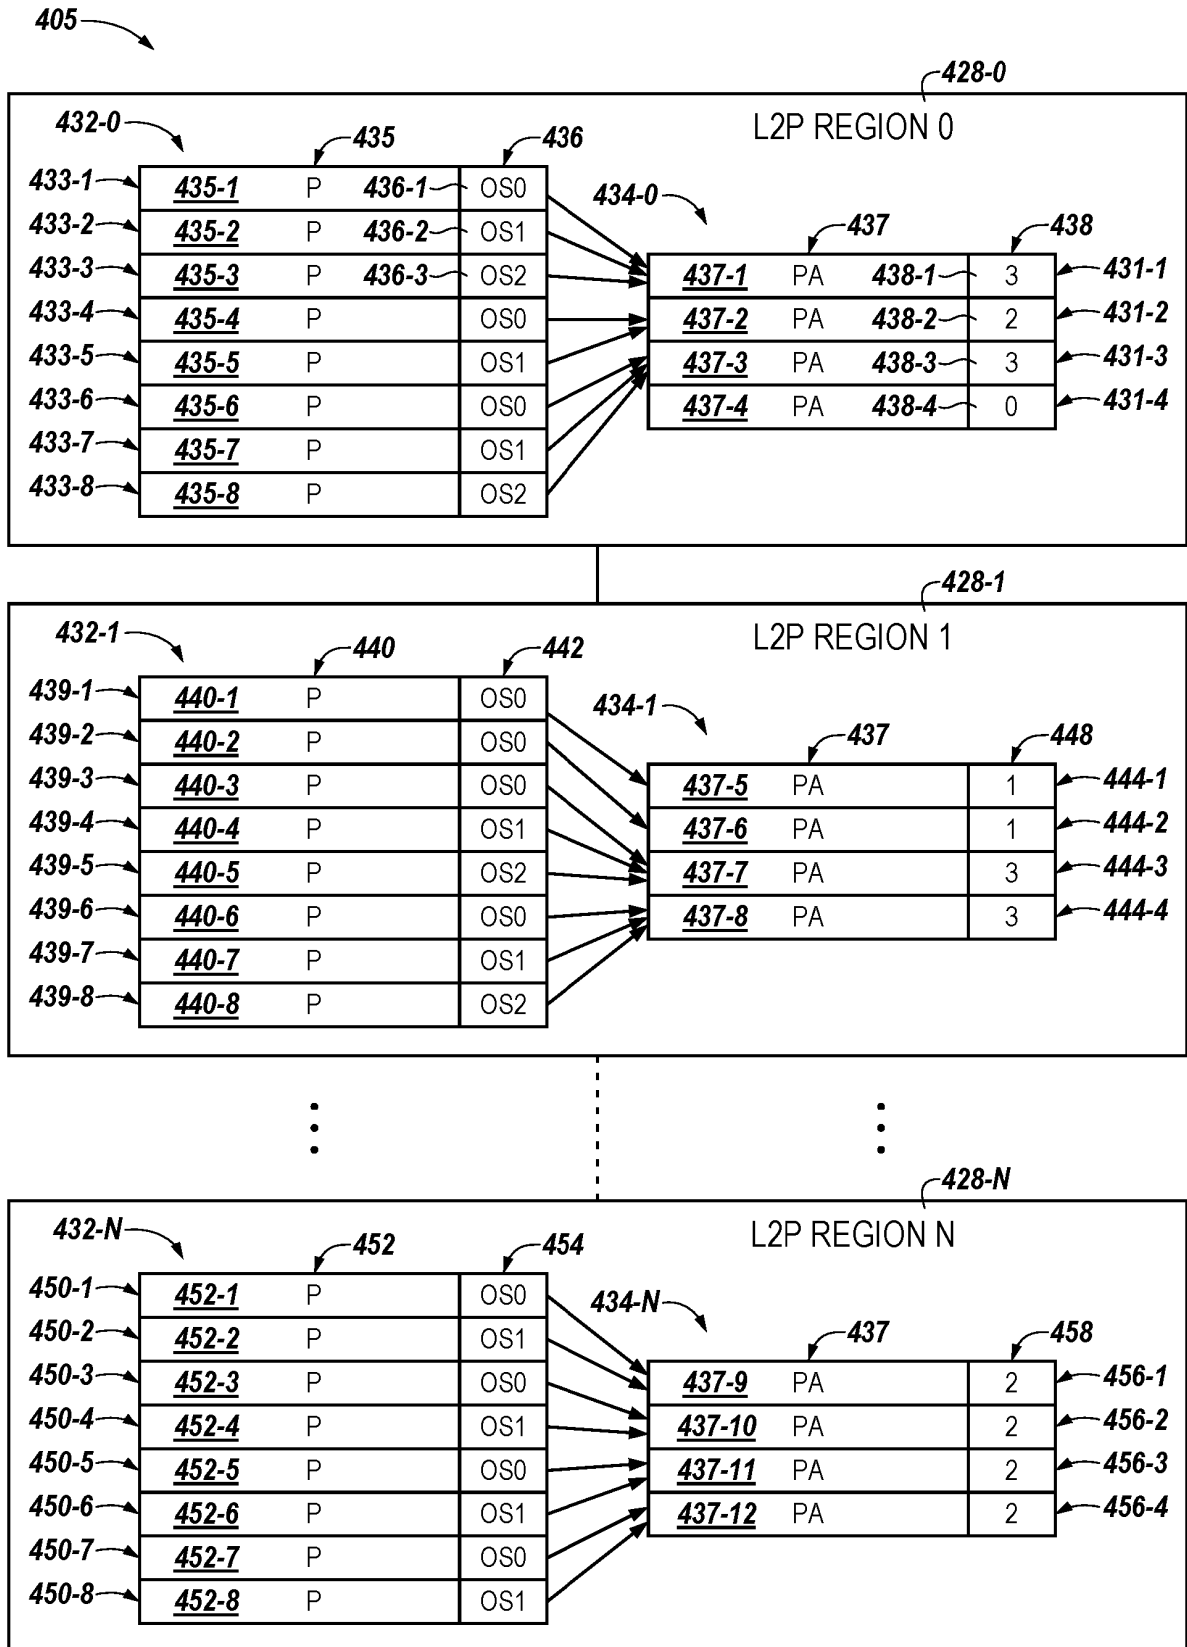 405
428-0
432-0 435 436 L2P REGION 0
433-1 435-1 P 436-1 OS0 434-0
433-2 435-2 P 436-2 OS1 437 438
433-3 435-3 P 436-3 OS2 437-1 PA 438-1 3 431-1
433-4 435-4 P OS0 437-2 PA 438-2 2 431-2
433-5 435-5 P OS1 437-3 PA 438-3 3 431-3
433-6 435-6 P OS0 437-4 PA 438-4 0 431-4
433-7 435-7 P OS1
433-8 435-8 P OS2
428-1
432-1 440 442 L2P REGION 1
439-1 440-1 P OS0 434-1
439-2 440-2 P OS0 437 448
439-3 440-3 P OS0 437-5 PA 1 444-1
439-4 440-4 P OS1 437-6 PA 1 444-2
439-5 440-5 P OS2 437-7 PA 3 444-3
439-6 440-6 P OS0 437-8 PA 3 444-4
439-7 440-7 P OS1
439-8 440-8 P OS2
428-N
432-N 452 454 L2P REGION N
450-1 452-1 P OS0 434-N
450-2 452-2 P OS1 437 458
450-3 452-3 P OS0 437-9 PA 2 456-1
450-4 452-4 P OS1 437-10 PA 2 456-2
450-5 452-5 P OS0 437-11 PA 2 456-3
450-6 452-6 P OS1 437-12 PA 2 456-4
450-7 452-7 P OS0
450-8 452-8 P OS1